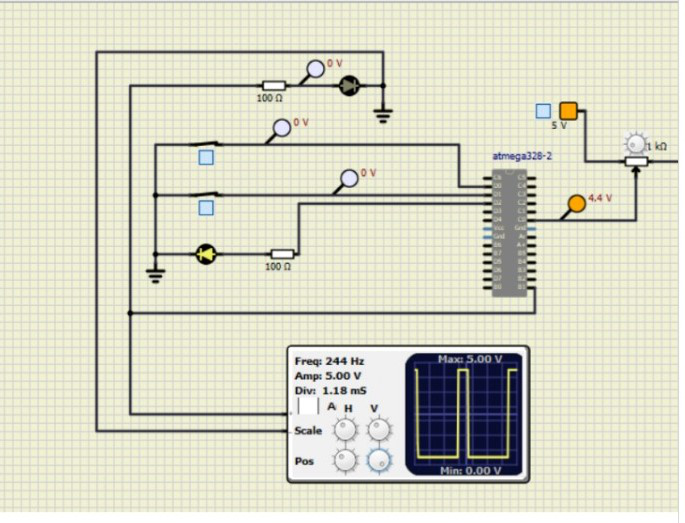 0 V
100 Ω
0 V
5 V
1 kΩ
atmega328-2
0 V
4.4 V
100 Ω
Freq: 244 Hz
Amp: 5.00 V
Div: 1.18 mS
A H V
Scale
Pos
Max: 5.00 V
Min: 0.00 V